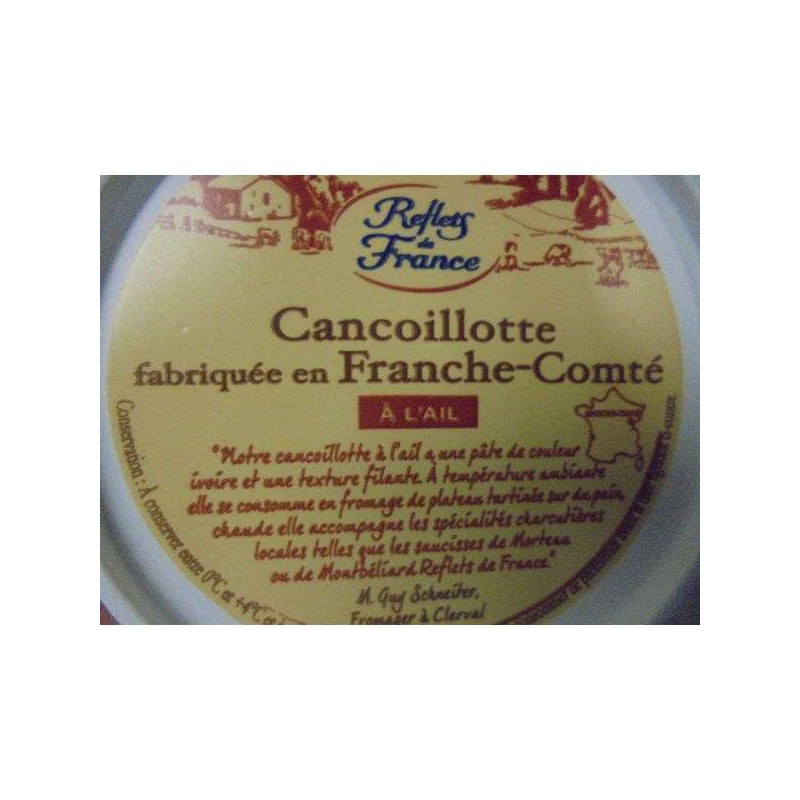 Reflets
de
France
Cancoillotte
fabriquée en Franche-Comté
À L'AIL
"Notre cancoillotte à l'ail a une pâte de couleur
ivoire et une texture filante. À température ambiante
elle se consomme en fromage de plateau tartinée sur du pain,
chaude elle accompagne les spécialités charcutières
locales telles que les saucisses de Morteau
ou de Montbéliard Reflets de France."
M. Guy Schneiter,
Fromager à Clerval
Conservation : À conserver entre 0°C et +4°C